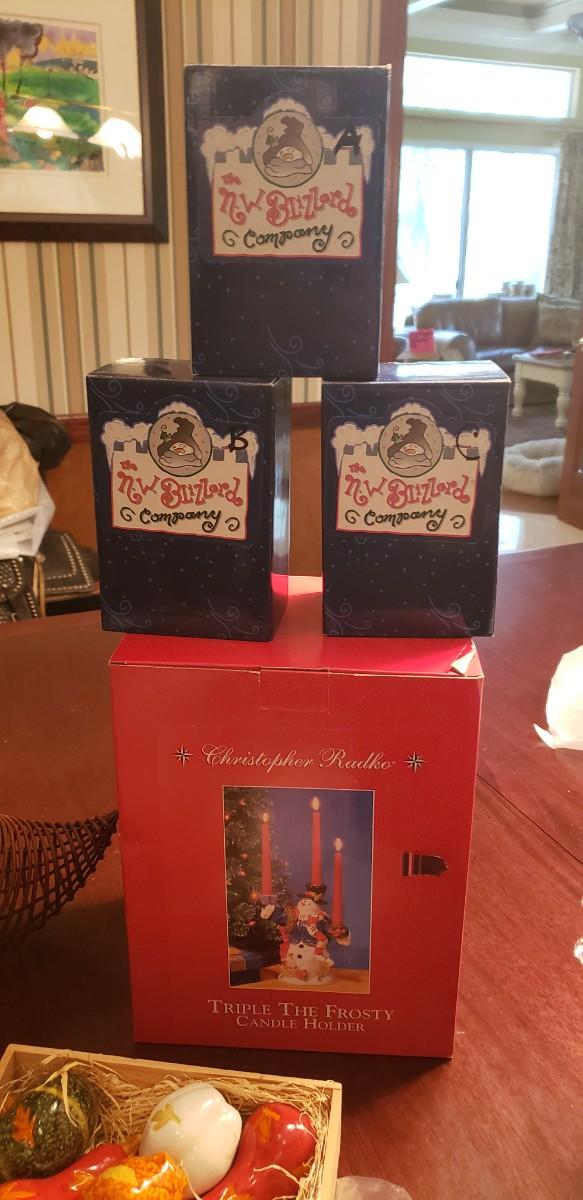 A
The
N.W Blizzard
Company
B
The
N.W Blizzard
Company
C
The
N.W Blizzard
Company
Christopher Radko
TRIPLE THE FROSTY
CANDLE HOLDER